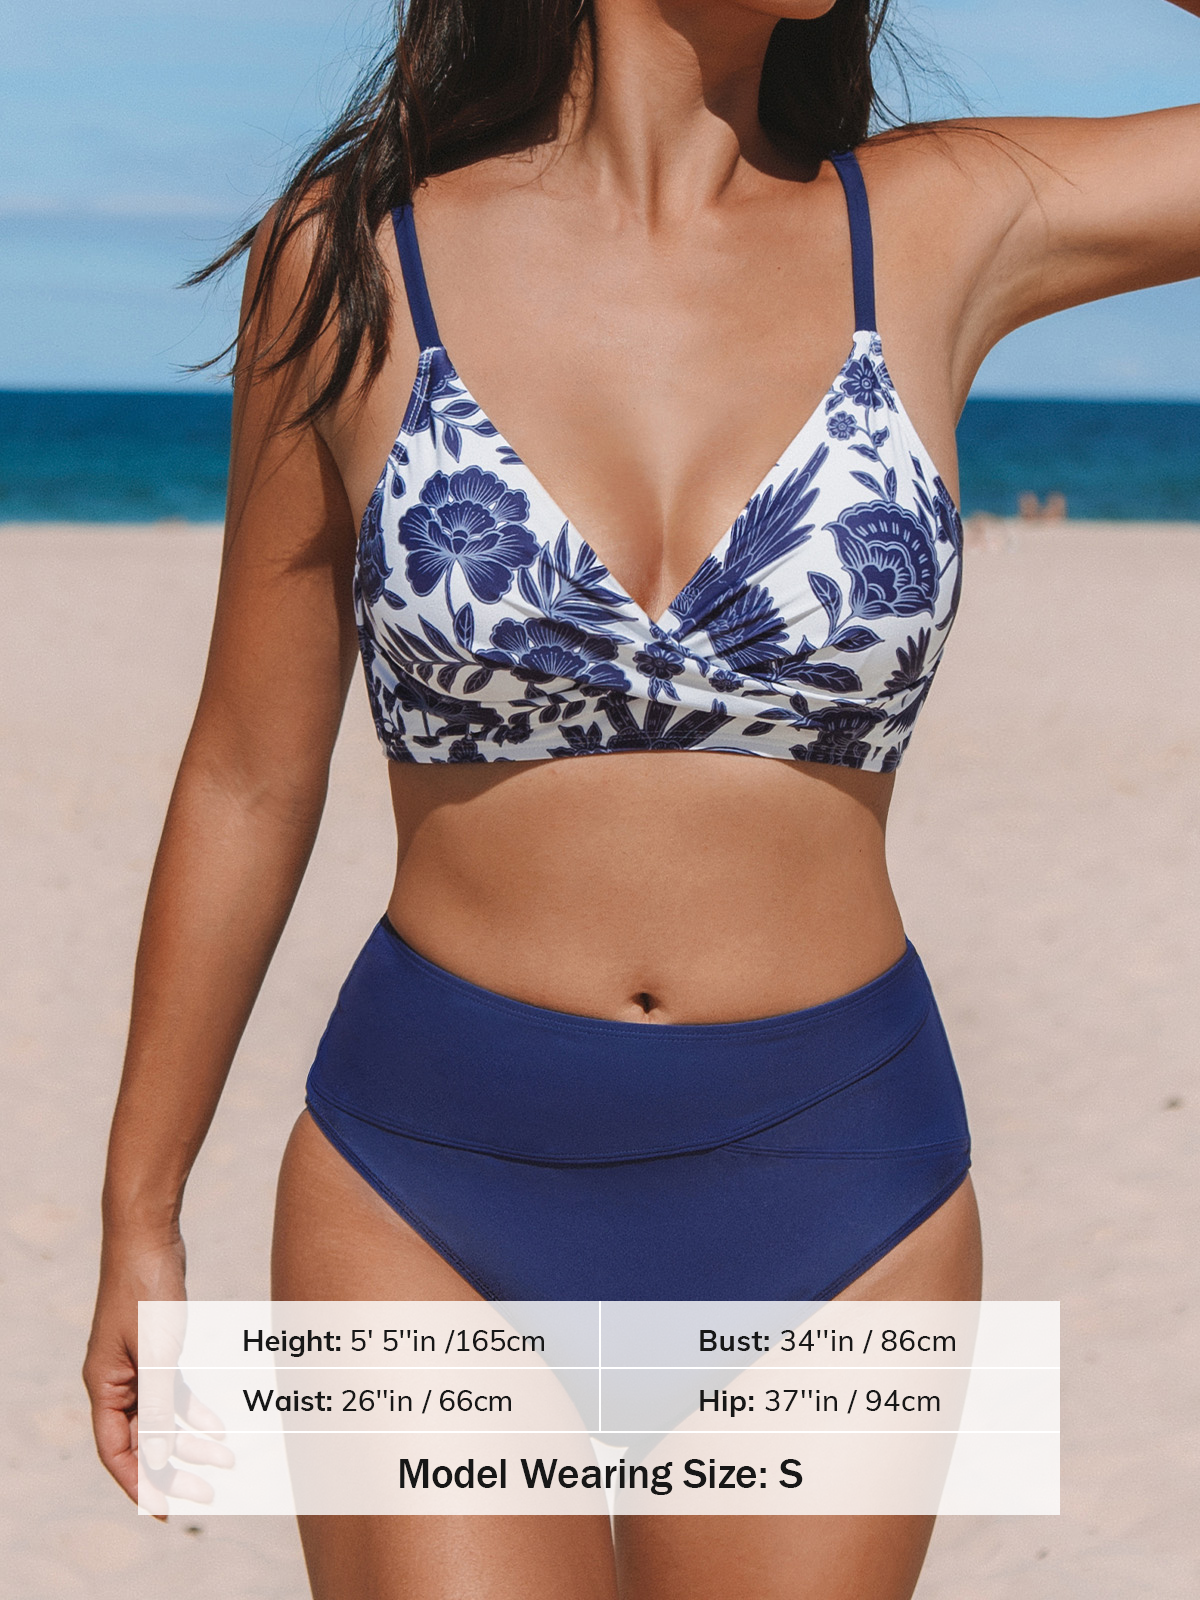 Height: 5' 5''in /165cm
Bust: 34''in / 86cm
Waist: 26''in / 66cm
Hip: 37''in / 94cm
Model Wearing Size: S